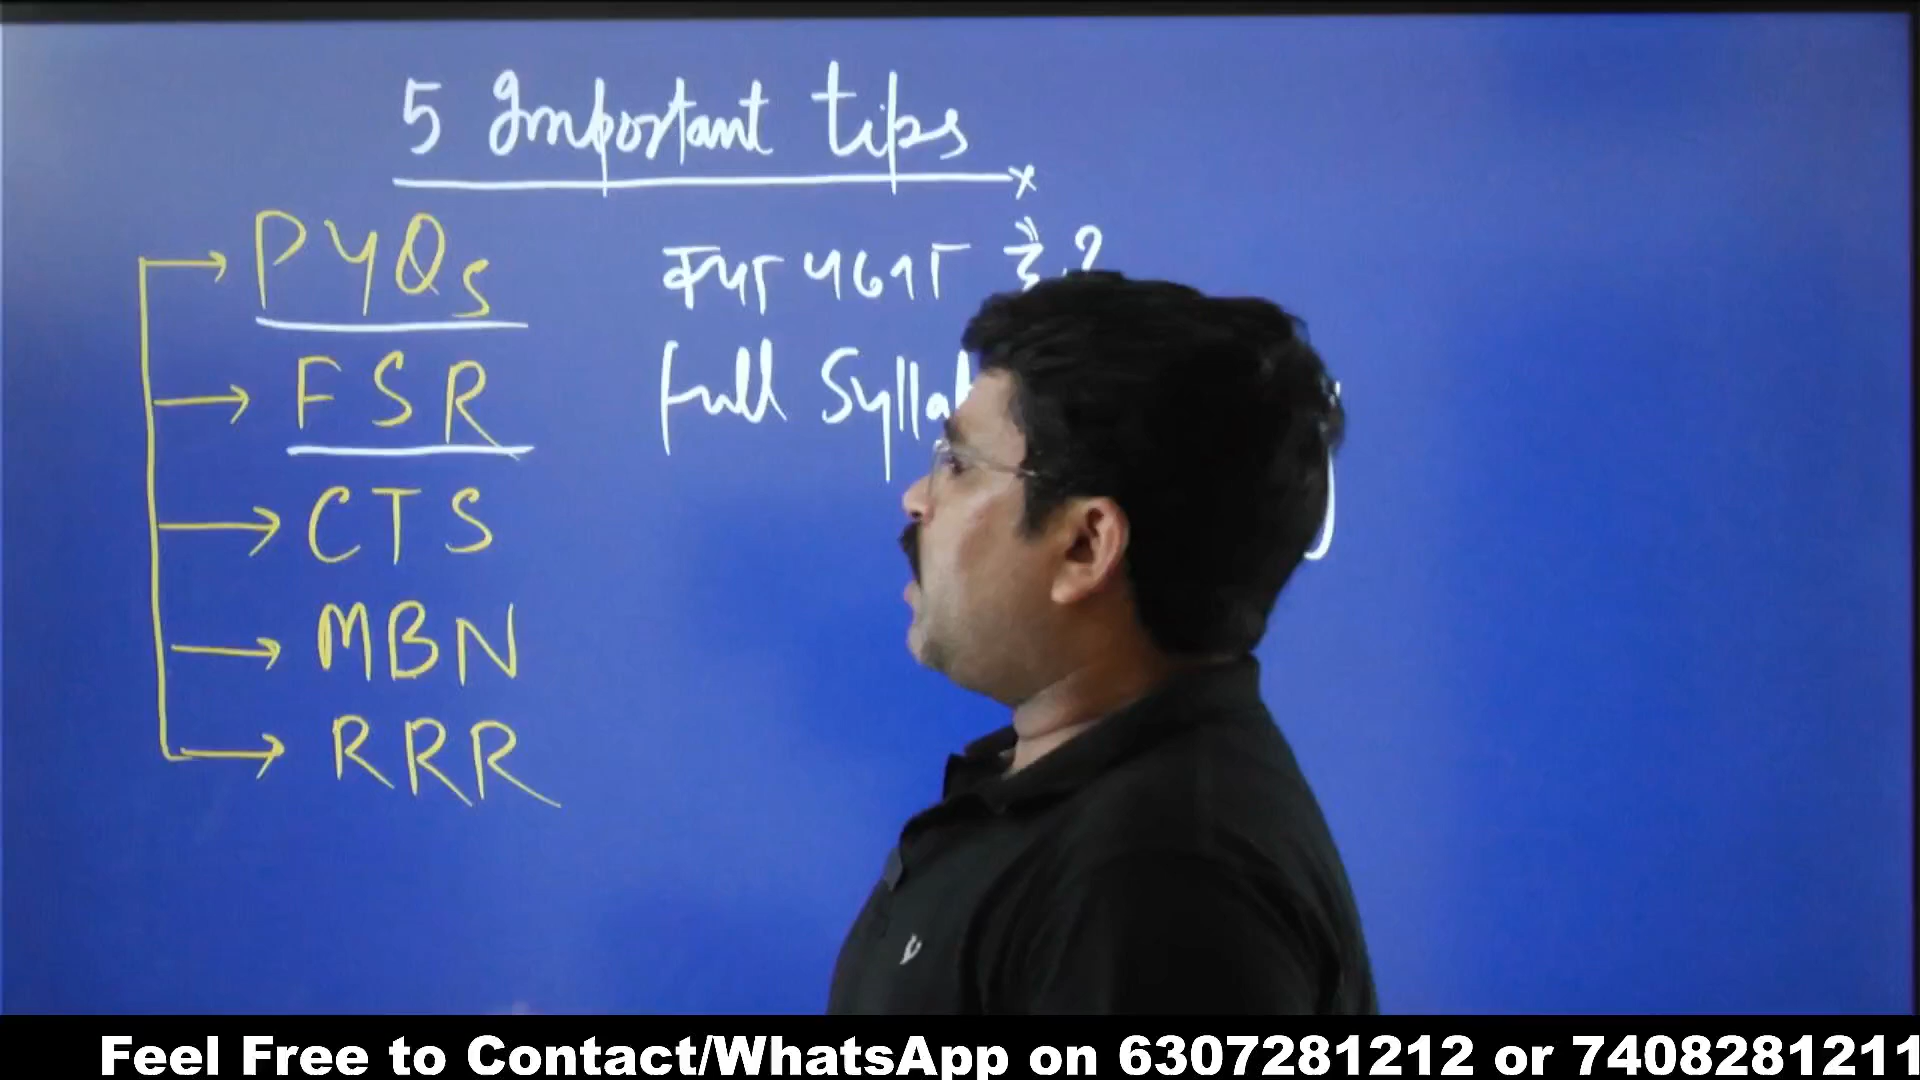 5 Important tips
PYQs क्या पढ़ना है ?
FSR Full
CTS
MBN
RRR
Feel Free to Contact/WhatsApp on 6307281212 or 7408281211